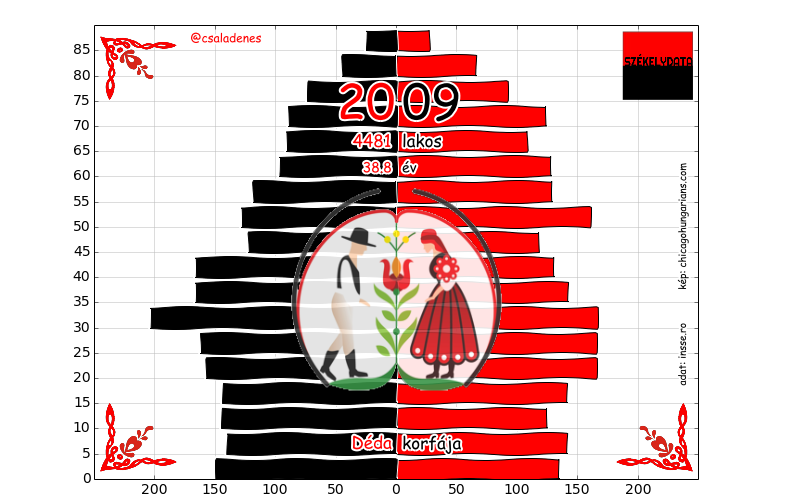 @csaladenes
SZÉKELYDATA
2009
4481 lakos
38.8 év
Déda korfája
kép: chicagohungarians.com
adat: insse.ro
85
80
75
70
65
60
55
50
45
40
35
30
25
20
15
10
5
0
200 150 100 50 0 50 100 150 200